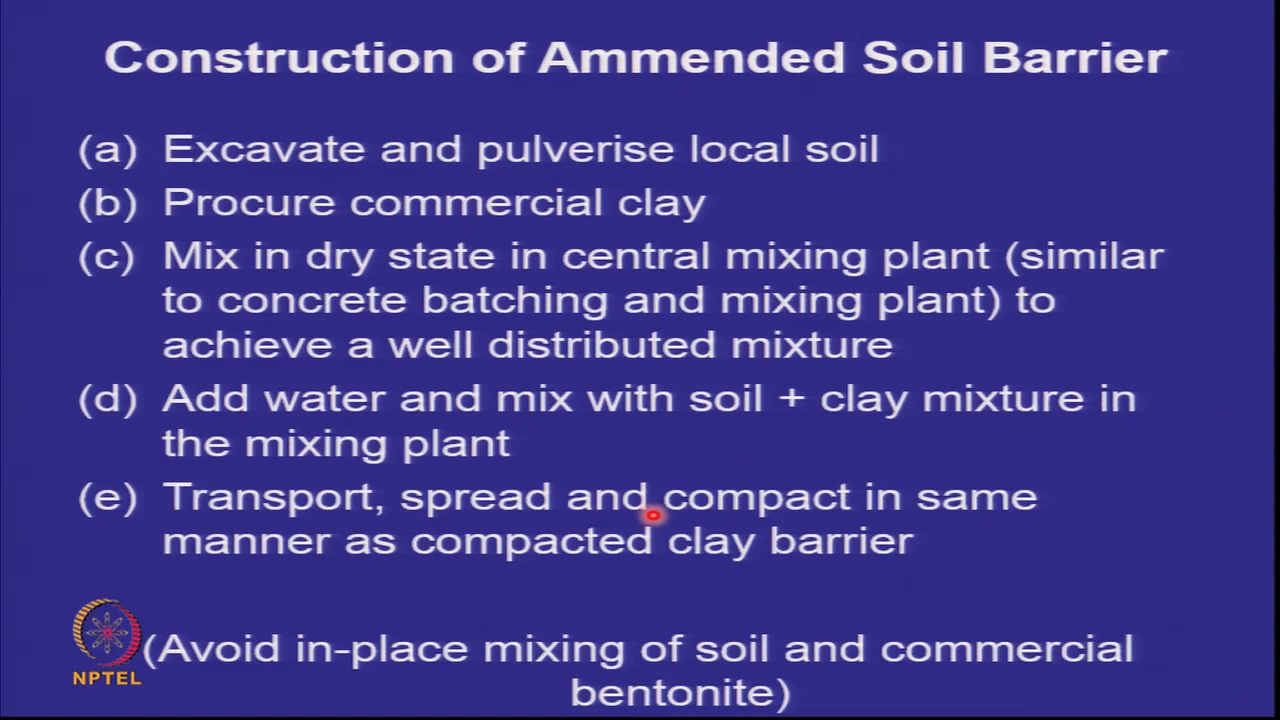 Construction of Ammended Soil Barrier
(a) Excavate and pulverise local soil
(b) Procure commercial clay
(c) Mix in dry state in central mixing plant (similar
to concrete batching and mixing plant) to
achieve a well distributed mixture
(d) Add water and mix with soil + clay mixture in
the mixing plant
(e) Transport, spread and compact in same
manner as compacted clay barrier
(Avoid in-place mixing of soil and commercial
bentonite)
NPTEL